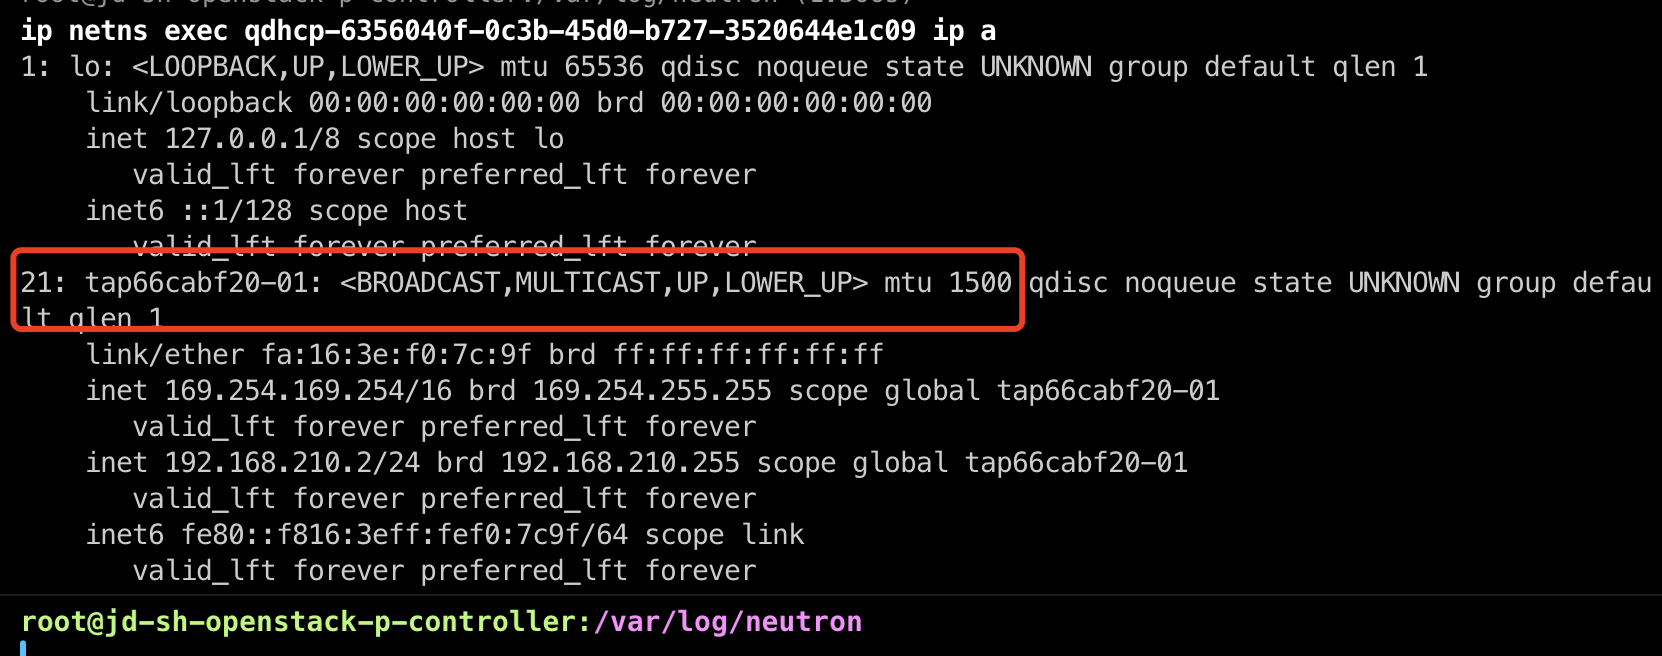 root@jd-sh-openstack-p-controller:/var/log/neutron
ip netns exec qdhcp-6356040f-0c3b-45d0-b727-3520644e1c09 ip a
1: lo: <LOOPBACK,UP,LOWER_UP> mtu 65536 qdisc noqueue state UNKNOWN group default qlen 1
link/loopback 00:00:00:00:00:00 brd 00:00:00:00:00:00
inet 127.0.0.1/8 scope host lo
valid_lft forever preferred_lft forever
inet6 ::1/128 scope host
valid_lft forever preferred_lft forever
21: tap66cabf20-01: <BROADCAST,MULTICAST,UP,LOWER_UP> mtu 1500 qdisc noqueue state UNKNOWN group defau
lt qlen 1
link/ether fa:16:3e:f0:7c:9f brd ff:ff:ff:ff:ff:ff
inet 169.254.169.254/16 brd 169.254.255.255 scope global tap66cabf20-01
valid_lft forever preferred_lft forever
inet 192.168.210.2/24 brd 192.168.210.255 scope global tap66cabf20-01
valid_lft forever preferred_lft forever
inet6 fe80::f816:3eff:fef0:7c9f/64 scope link
valid_lft forever preferred_lft forever
root@jd-sh-openstack-p-controller:/var/log/neutron